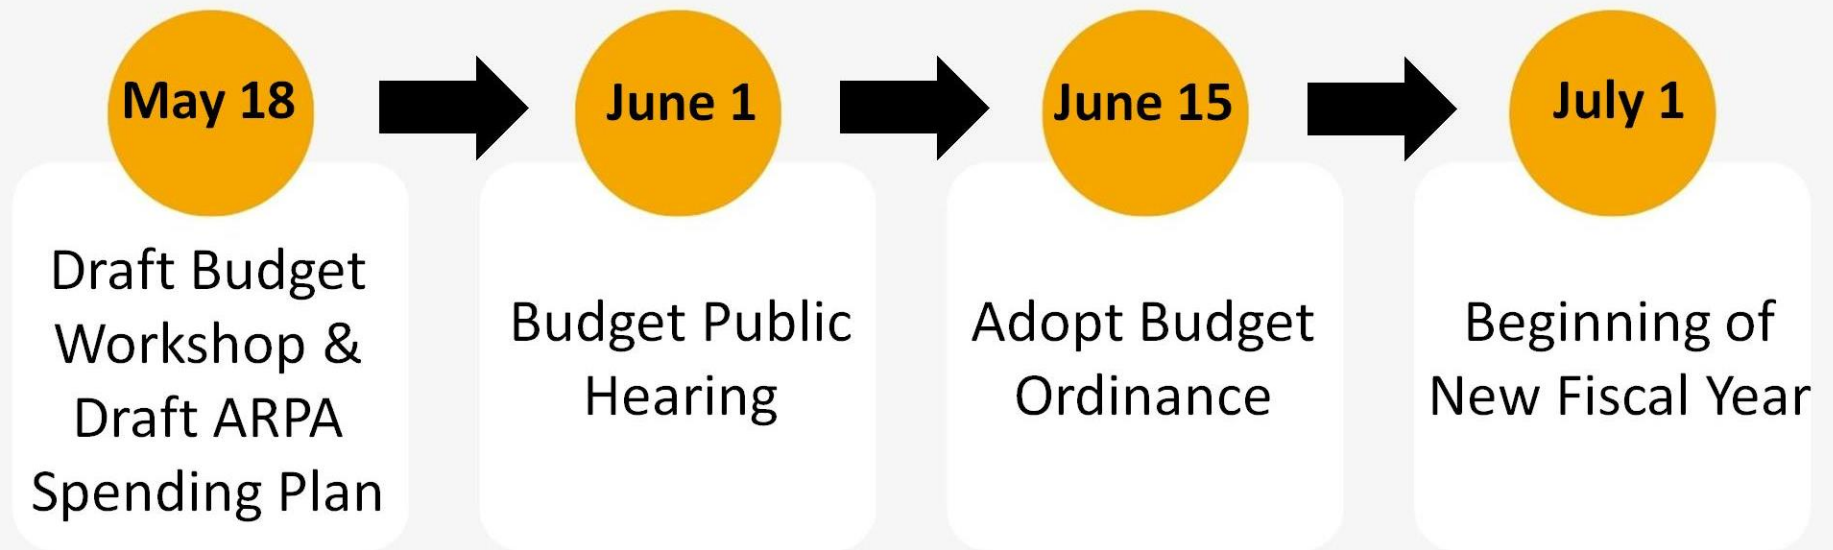 May 18
Draft Budget
Workshop &
Draft ARPA
Spending Plan
June 1
Budget Public
Hearing
June 15
Adopt Budget
Ordinance
July 1
Beginning of
New Fiscal Year